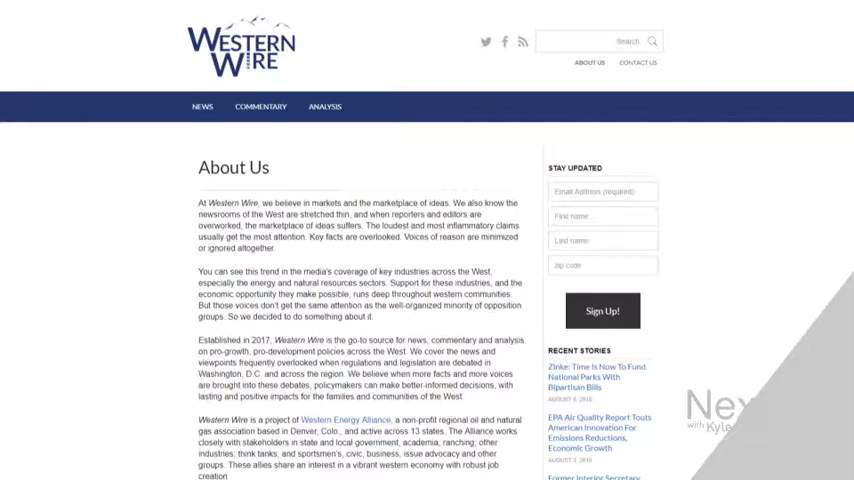 WESTERN WIRE
Search
ABOUT US CONTACT US
NEWS COMMENTARY ANALYSIS
About Us
At Western Wire, we believe in markets and the marketplace of ideas. We also know the
newsrooms of the West are stretched thin, and when reporters and editors are
overworked, the marketplace of ideas suffers. The loudest and most inflammatory claims
usually get the most attention. Key facts are overlooked. Voices of reason are minimized
or ignored altogether.
You can see this trend in the media's coverage of key industries across the West,
especially the energy and natural resources sectors. Support for these industries, and the
economic opportunity they make possible, runs deep throughout western communities.
But those voices don't get the same attention as the well-organized minority of opposition
groups. So we decided to do something about it.
Established in 2017, Western Wire is the go-to source for news, commentary and analysis
on pro-growth, pro-development policies across the West. We cover the news and
viewpoints frequently overlooked when regulations and legislation are debated in
Washington, D.C. and across the region. We believe when more facts and more voices
are brought into these debates, policymakers can make better-informed decisions, with
lasting and positive impacts for the families and communities of the West
Western Wire is a project of Western Energy Alliance, a non-profit regional oil and natural
gas association based in Denver, Colo., and active across 13 states. The Alliance works
closely with stakeholders in state and local government, academia, ranching; other
industries; think tanks; and sportsmen's, civic, business, issue advocacy and other
groups. These allies share an interest in a vibrant western economy with robust job
creation
STAY UPDATED
Email Address (required)
First name
Last name
zip code
Sign Up!
RECENT STORIES
Zinke: Time Is Now To Fund
National Parks With
Bipartisan Bills
EPA Air Quality Report Touts
American Innovation For
Emissions Reductions,
Economic Growth
Former Interior Secretary
Nex
with Kyle